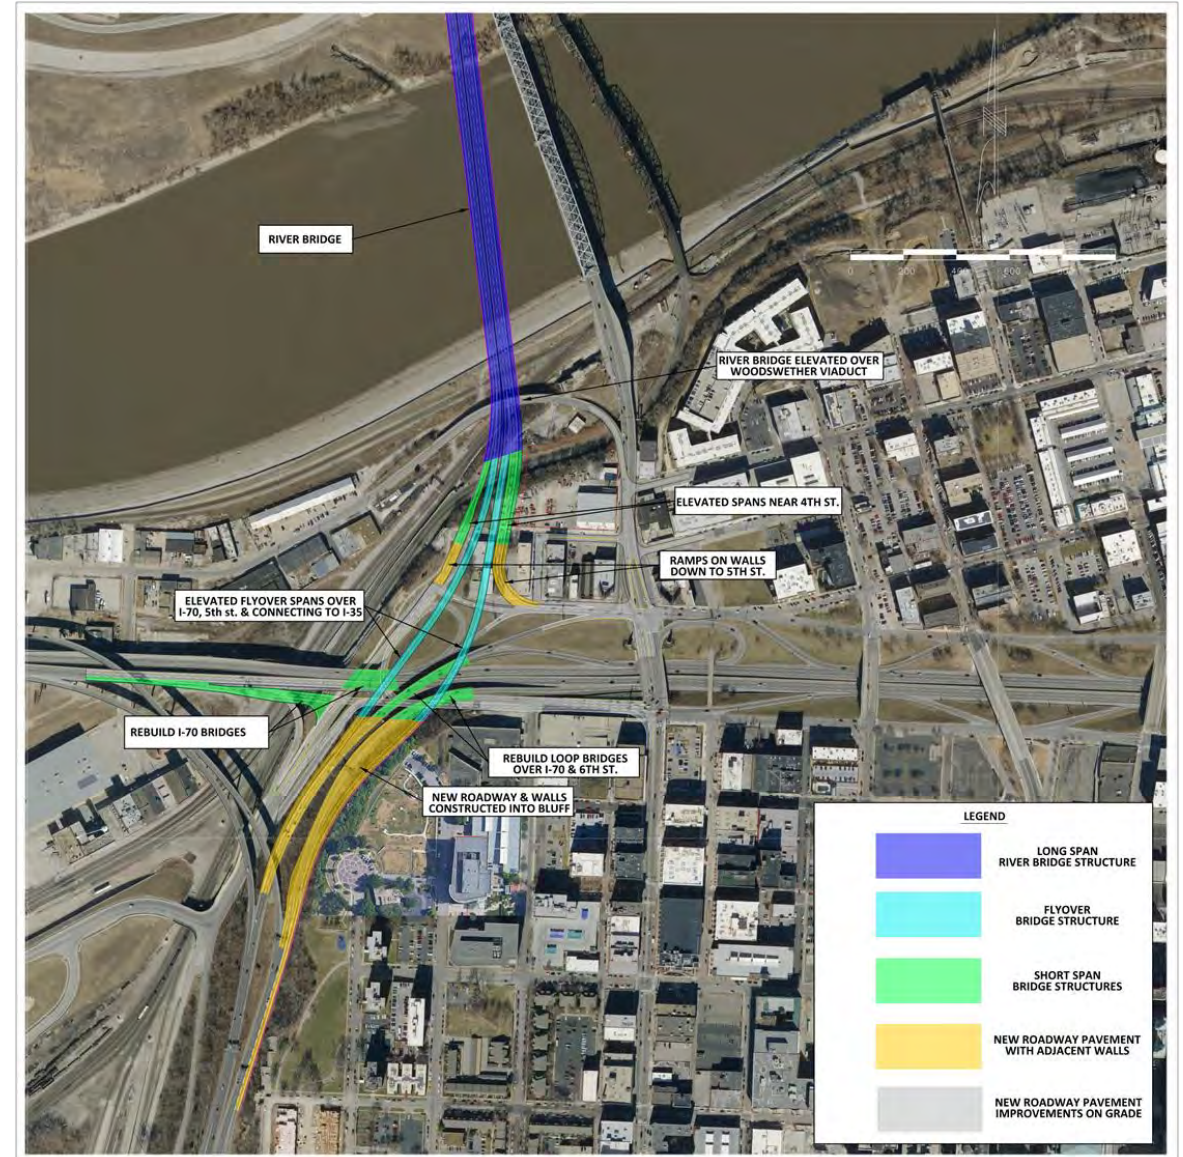 RIVER BRIDGE
0 200
RIVER BRIDGE ELEVATED OVER
WOODSWETHER VIADUCT
ELEVATED SPANS NEAR 4TH ST.
RAMPS ON WALLS
DOWN TO 5TH ST.
ELEVATED FLYOVER SPANS OVER
I-70, 5th st. & CONNECTING TO I-35
REBUILD I-70 BRIDGES
REBUILD LOOP BRIDGES
OVER I-70 & 6TH ST.
NEW ROADWAY & WALLS
CONSTRUCTED INTO BLUFF
LEGEND
LONG SPAN
RIVER BRIDGE STRUCTURE
FLYOVER
BRIDGE STRUCTURE
SHORT SPAN
BRIDGE STRUCTURES
NEW ROADWAY PAVEMENT
WITH ADJACENT WALLS
NEW ROADWAY PAVEMENT
IMPROVEMENTS ON GRADE